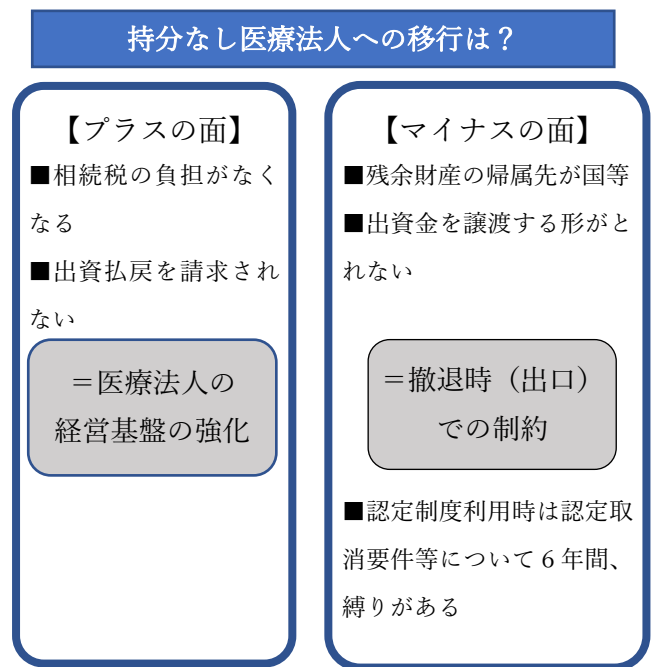 持分なし医療法人への移行は？
【プラスの面】
■相続税の負担がなく
なる
■出資払戻を請求され
ない
＝医療法人の
経営基盤の強化
【マイナスの面】
■残余財産の帰属先が国等
■出資金を譲渡する形がと
れない
＝撤退時（出口）
での制約
■認定制度利用時は認定取
消要件等について６年間、
縛りがある